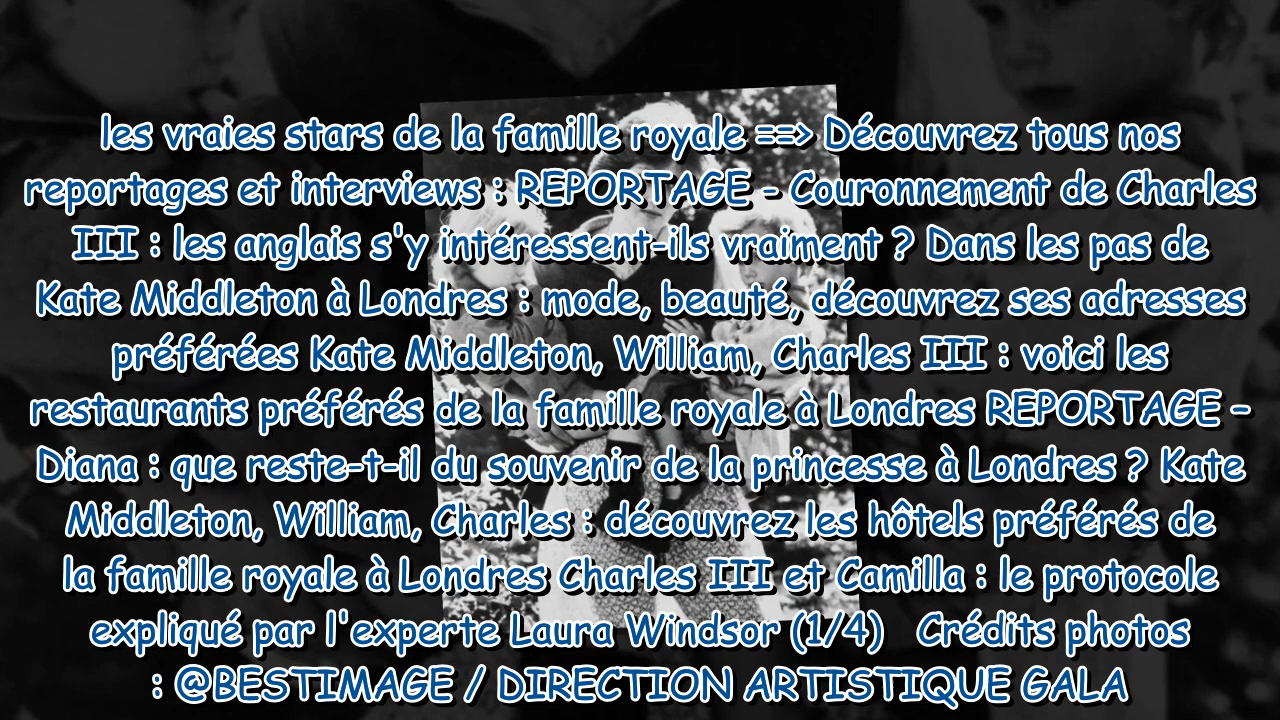 les vraies stars de la famille royale ==> Découvrez tous nos
reportages et interviews : REPORTAGE - Couronnement de Charles
III : les anglais s'y intéressent-ils vraiment ? Dans les pas de
Kate Middleton à Londres : mode, beauté, découvrez ses adresses
préférées Kate Middleton, William, Charles III : voici les
restaurants préférés de la famille royale à Londres REPORTAGE –
Diana : que reste-t-il du souvenir de la princesse à Londres ? Kate
Middleton, William, Charles : découvrez les hôtels préférés de
la famille royale à Londres Charles III et Camilla : le protocole
expliqué par l'experte Laura Windsor (1/4) Crédits photos
: @BESTIMAGE / DIRECTION ARTISTIQUE GALA